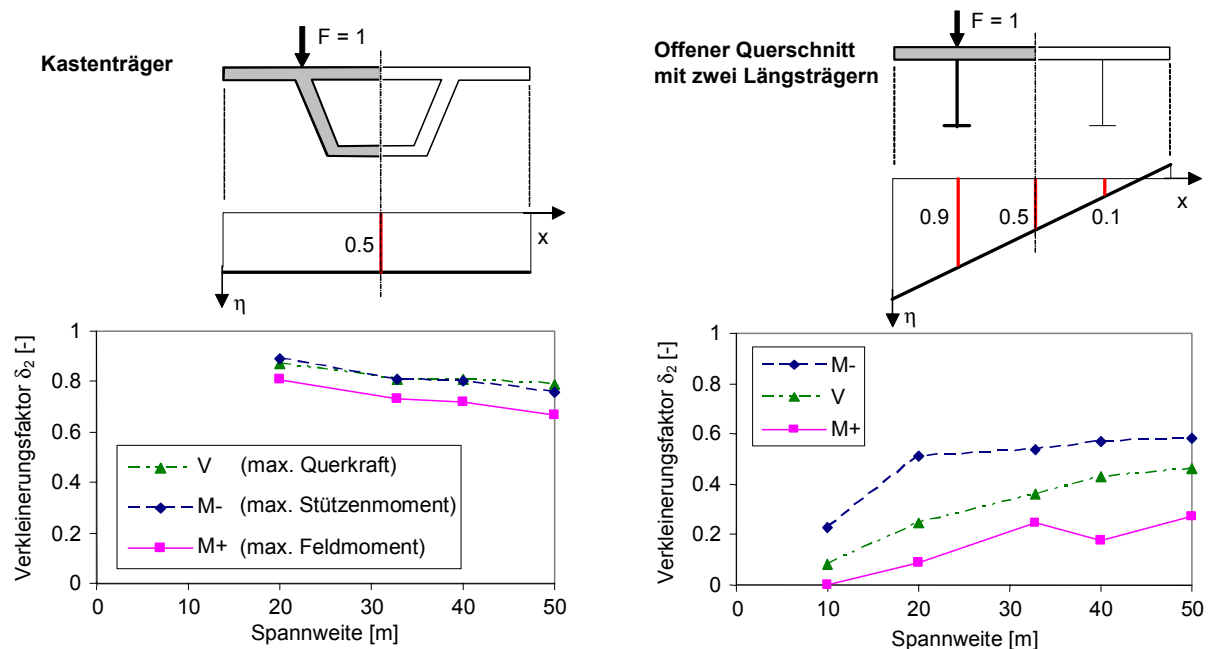 F = 1
Kastenträger
0.5
x
η
Verkleinerungsfaktor δ2 [-]
1
0.8
0.6
0.4
0.2
0
V (max. Querkraft)
M- (max. Stützenmoment)
M+ (max. Feldmoment)
0 10 20 30 40 50
Spannweite [m]
F = 1
Offener Querschnitt
mit zwei Längsträgern
0.9
0.5
0.1
x
η
Verkleinerungsfaktor δ2 [-]
1
0.8
0.6
0.4
0.2
0
M-
V
M+
0 10 20 30 40 50
Spannweite [m]